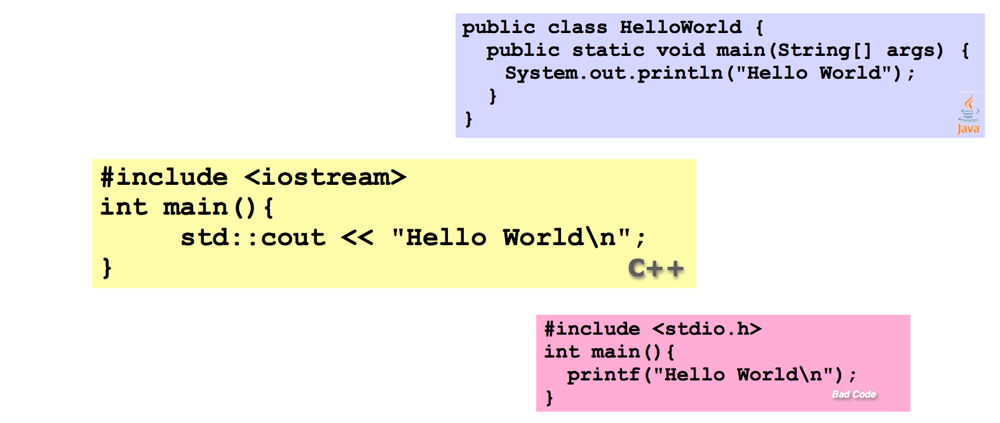 public class HelloWorld {
  public static void main(String[] args) {
    System.out.println("Hello World");
  }
}
Java
#include <iostream>
int main(){
     std::cout << "Hello World\n";
}
C++
#include <stdio.h>
int main(){
  printf("Hello World\n");
}
Bad Code